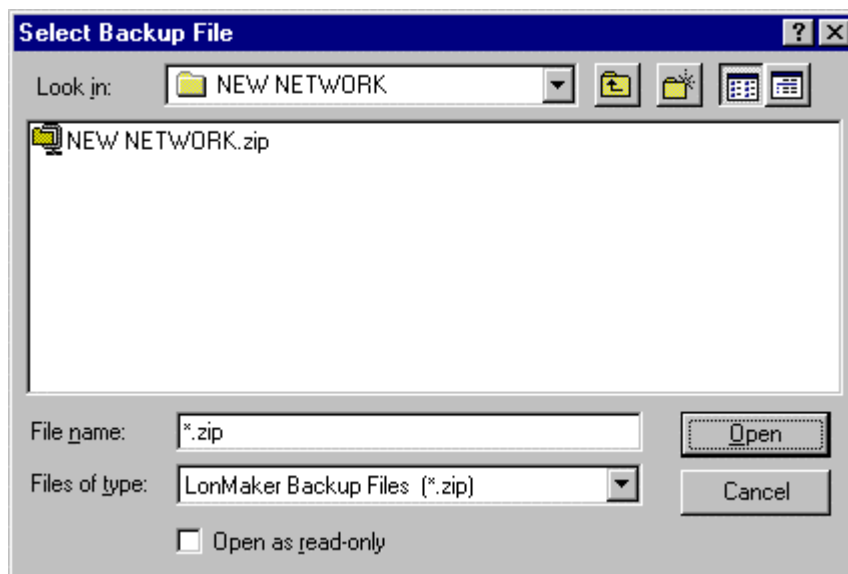 Select Backup File
Look in: NEW NETWORK
NEW NETWORK.zip
File name: *.zip Open
Files of type: LonMaker Backup Files (*.zip) Cancel
Open as read-only